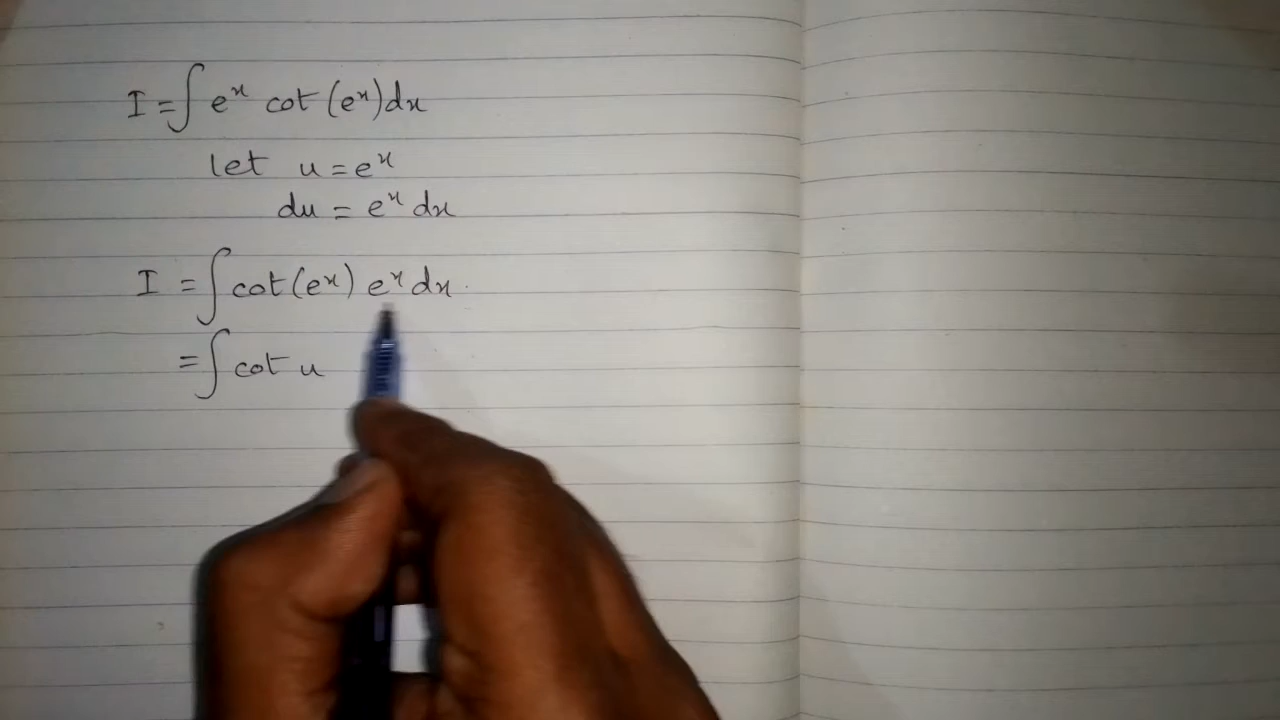 I = ∫ eˣ cot (eˣ) dx
let u = eˣ
du = eˣ dx
I = ∫ cot (eˣ) eˣ dx.
= ∫ cot u